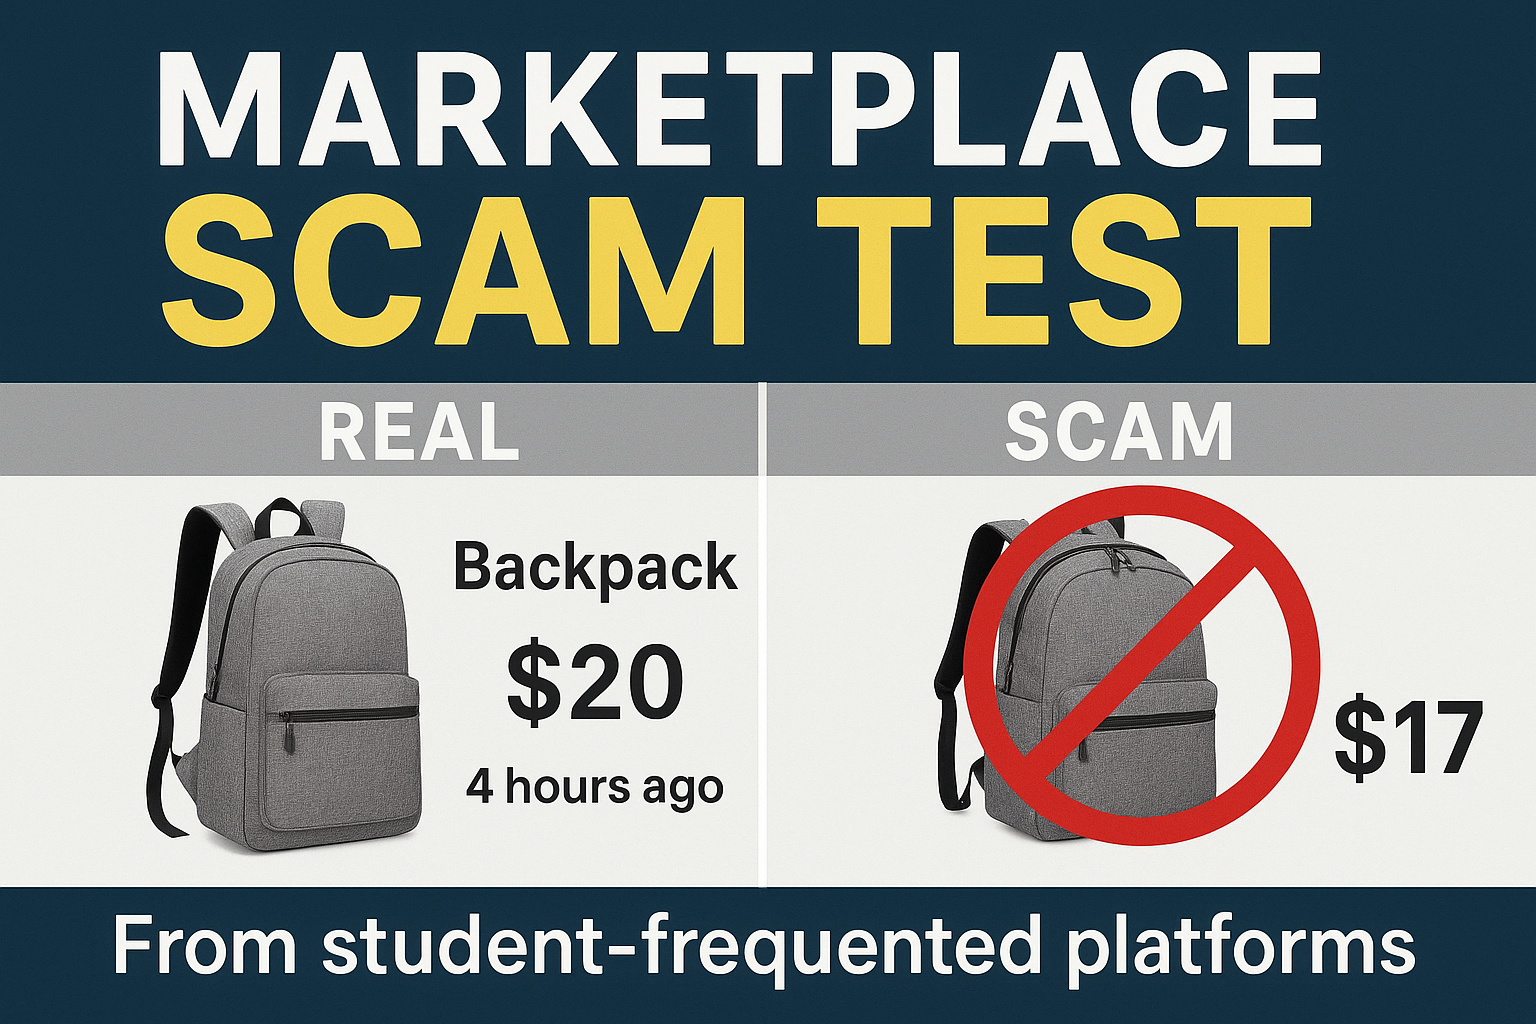 MARKETPLACE
SCAM TEST
REAL
SCAM
Backpack
$20
4 hours ago
$17
From student-frequented platforms